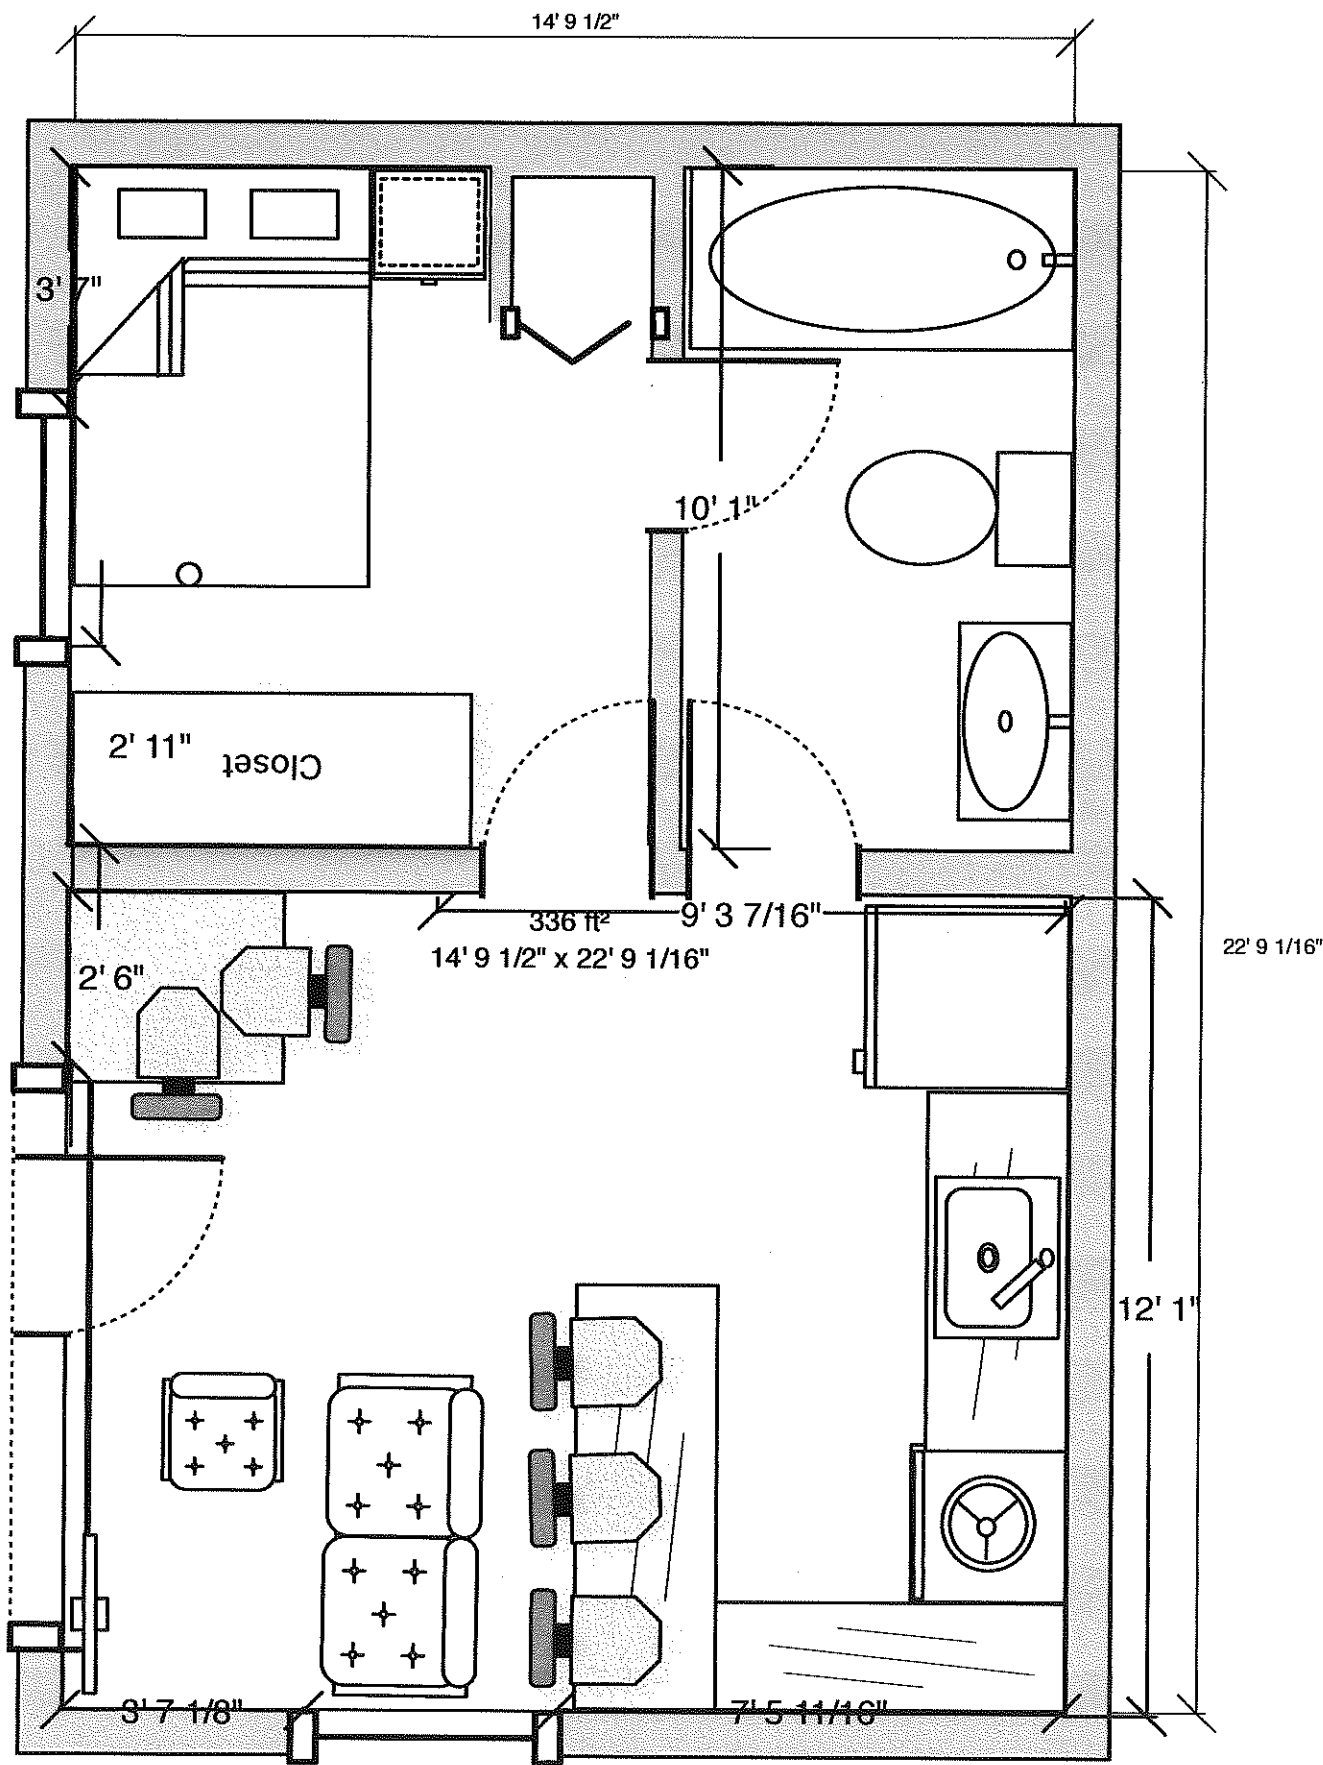 14' 9 1/2"
3' 7"
10' 1"
2' 11"
Closet
336 ft²
9' 3 7/16"
14' 9 1/2" x 22' 9 1/16"
22' 9 1/16"
2' 6"
12' 1"
3' 7 1/8"
7' 5 11/16"